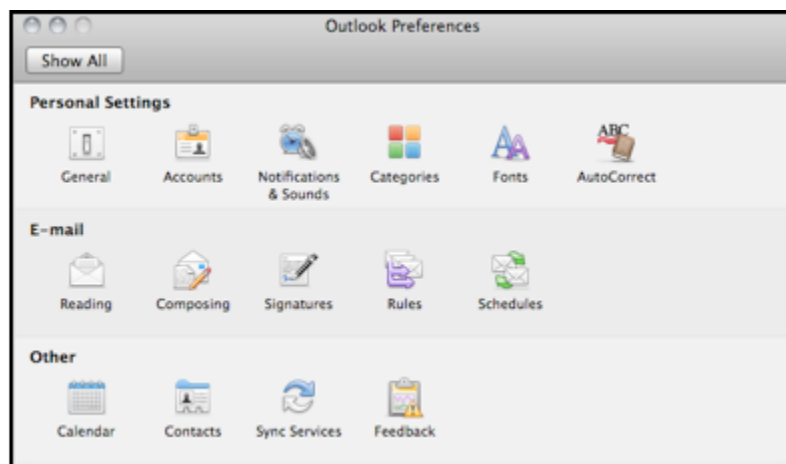 Outlook Preferences
Show All
Personal Settings
General Accounts Notifications & Sounds Categories Fonts ABC AutoCorrect
E-mail
Reading Composing Signatures Rules Schedules
Other
Calendar Contacts Sync Services Feedback